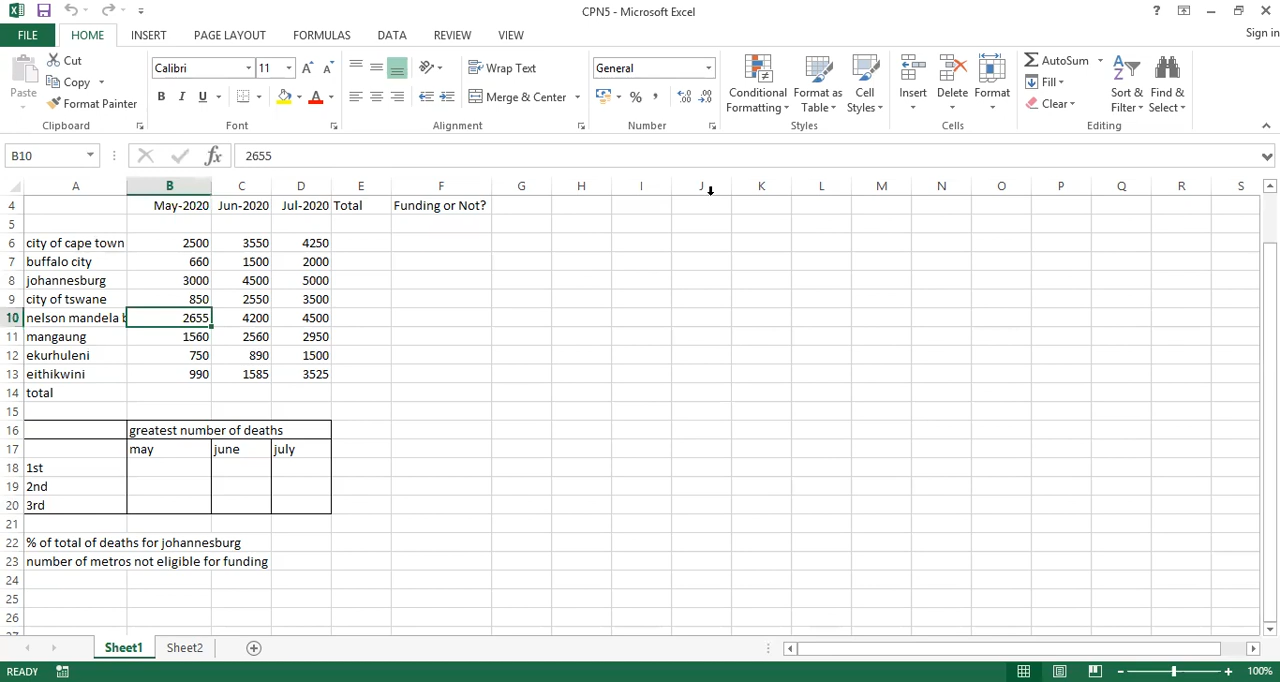 CPN5 - Microsoft Excel
?
Sign in
FILE HOME INSERT PAGE LAYOUT FORMULAS DATA REVIEW VIEW
Paste
Cut
Copy
Format Painter
Clipboard
Calibri 11
B I U
Font
Wrap Text
Merge & Center
Alignment
General
% ,
Number
Conditional Formatting
Format as Table
Cell Styles
Styles
Insert Delete Format
Cells
AutoSum
Fill
Clear
Sort & Filter
Find & Select
Editing
B10 fx 2655
A B C D E F G H I J K L M N O P Q R S
4 May-2020 Jun-2020 Jul-2020 Total Funding or Not?
5
6 city of cape town 2500 3550 4250
7 buffalo city 660 1500 2000
8 johannesburg 3000 4500 5000
9 city of tswane 850 2550 3500
10 nelson mandela b 2655 4200 4500
11 mangaung 1560 2560 2950
12 ekurhuleni 750 890 1500
13 eithikwini 990 1585 3525
14 total
15
16 greatest number of deaths
17 may june july
18 1st
19 2nd
20 3rd
21
22 % of total of deaths for johannesburg
23 number of metros not eligible for funding
24
25
26
Sheet1 Sheet2
READY 100%